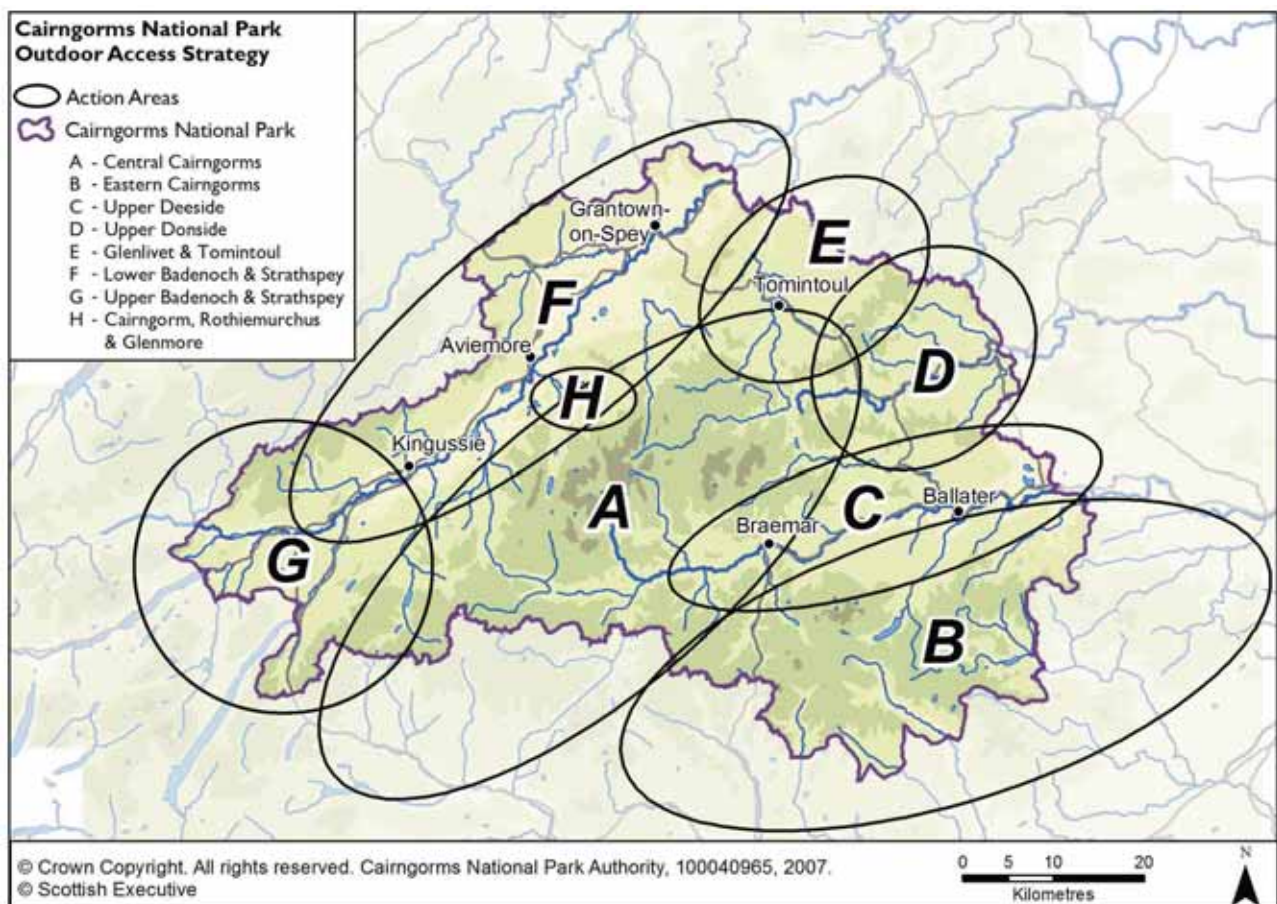 Cairngorms National Park
Outdoor Access Strategy
Action Areas
Cairngorms National Park
A - Central Cairngorms
B - Eastern Cairngorms
C - Upper Deeside
D - Upper Donside
E - Glenlivet & Tomintoul
F - Lower Badenoch & Strathspey
G - Upper Badenoch & Strathspey
H - Cairngorm, Rothiemurchus
& Glenmore
Grantown-
on-Spey
E
Tomintoul
F
Aviemore
D
H
Kingussie
A
C
Ballater
Braemar
G
B
© Crown Copyright. All rights reserved. Cairngorms National Park Authority, 100040965, 2007.
© Scottish Executive
0 5 10 20
Kilometres
N